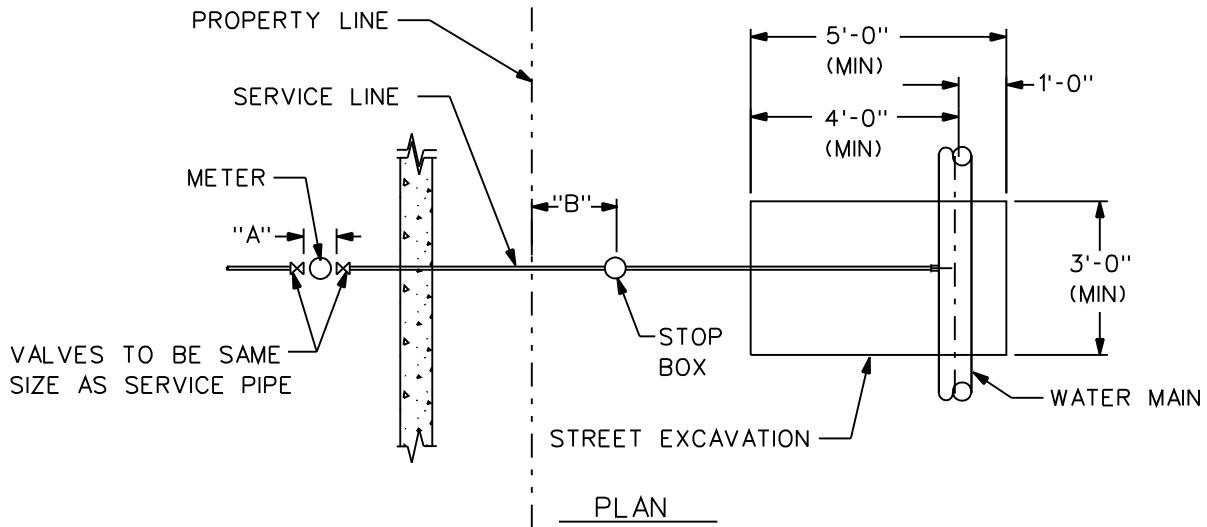 PROPERTY LINE
5'-0"
(MIN)
1'-0"
SERVICE LINE
4'-0"
(MIN)
METER
"A"
"B"
3'-0"
(MIN)
STOP
BOX
VALVES TO BE SAME
SIZE AS SERVICE PIPE
WATER MAIN
STREET EXCAVATION
PLAN